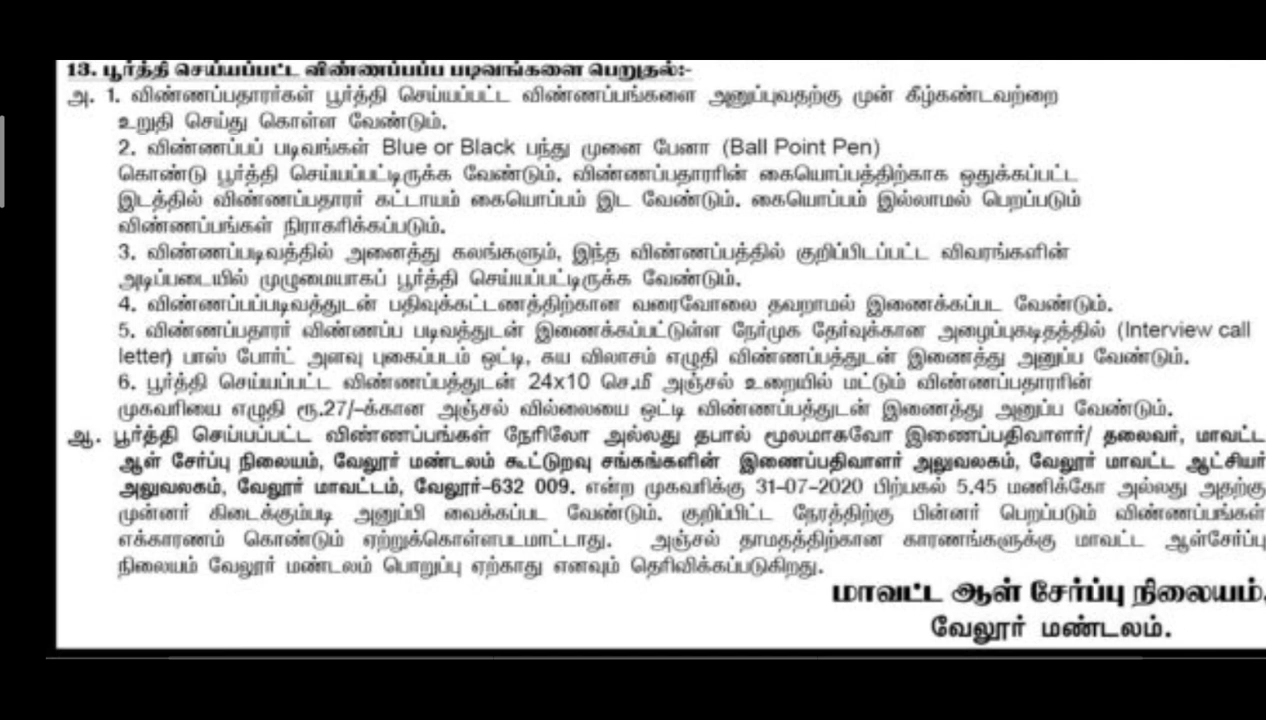 13. பூர்த்தி செய்யப்பட்ட விண்ணப்பப்ப படிவங்களை பெறுதல்:-
அ. 1. விண்ணப்பதாரர்கள் பூர்த்தி செய்யப்பட்ட விண்ணப்பங்களை அனுப்புவதற்கு முன் கீழ்கண்டவற்றை
உறுதி செய்து கொள்ள வேண்டும்.
2. விண்ணப்பப் படிவங்கள் Blue or Black பந்து முனை பேனா (Ball Point Pen)
கொண்டு பூர்த்தி செய்யப்பட்டிருக்க வேண்டும். விண்ணப்பதாரரின் கையொப்பத்திற்காக ஒதுக்கப்பட்ட
இடத்தில் விண்ணப்பதாரர் கட்டாயம் கையொப்பம் இட வேண்டும். கையொப்பம் இல்லாமல் பெறப்படும்
விண்ணப்பங்கள் நிராகரிக்கப்படும்.
3. விண்ணப்படிவத்தில் அனைத்து கலங்களும், இந்த விண்ணப்பத்தில் குறிப்பிடப்பட்ட விவரங்களின்
அடிப்படையில் முழுமையாகப் பூர்த்தி செய்யப்பட்டிருக்க வேண்டும்.
4. விண்ணப்பப்படிவத்துடன் பதிவுக்கட்டணத்திற்கான வரைவோலை தவறாமல் இணைக்கப்பட வேண்டும்.
5. விண்ணப்பதாரர் விண்ணப்ப படிவத்துடன் இணைக்கப்பட்டுள்ள நேர்முக தேர்வுக்கான அழைப்புகடிதத்தில் (Interview call
letter) பாஸ் போர்ட் அளவு புகைப்படம் ஒட்டி, சுய விலாசம் எழுதி விண்ணப்பத்துடன் இணைத்து அனுப்ப வேண்டும்.
6. பூர்த்தி செய்யப்பட்ட விண்ணப்பத்துடன் 24x10 செ.மீ அஞ்சல் உறையில் மட்டும் விண்ணப்பதாரரின்
முகவரியை எழுதி ரூ.27/-க்கான அஞ்சல் வில்லையை ஒட்டி விண்ணப்பத்துடன் இணைத்து அனுப்ப வேண்டும்.
ஆ. பூர்த்தி செய்யப்பட்ட விண்ணப்பங்கள் நேரிலோ அல்லது தபால் மூலமாகவோ இணைப்பதிவாளர்/ தலைவர், மாவட்ட
ஆள் சேர்ப்பு நிலையம், வேலூர் மண்டலம் கூட்டுறவு சங்கங்களின் இணைப்பதிவாளர் அலுவலகம், வேலூர் மாவட்ட ஆட்சியர்
அலுவலகம், வேலூர் மாவட்டம், வேலூர்-632 009. என்ற முகவரிக்கு 31-07-2020 பிற்பகல் 5.45 மணிக்கோ அல்லது அதற்கு
முன்னர் கிடைக்கும்படி அனுப்பி வைக்கப்பட வேண்டும். குறிப்பிட்ட நேரத்திற்கு பின்னர் பெறப்படும் விண்ணப்பங்கள்
எக்காரணம் கொண்டும் ஏற்றுக்கொள்ளபடமாட்டாது. அஞ்சல் தாமதத்திற்கான காரணங்களுக்கு மாவட்ட ஆள்சேர்ப்பு
நிலையம் வேலூர் மண்டலம் பொறுப்பு ஏற்காது எனவும் தெரிவிக்கப்படுகிறது.
மாவட்ட ஆள் சேர்ப்பு நிலையம்,
வேலூர் மண்டலம்.